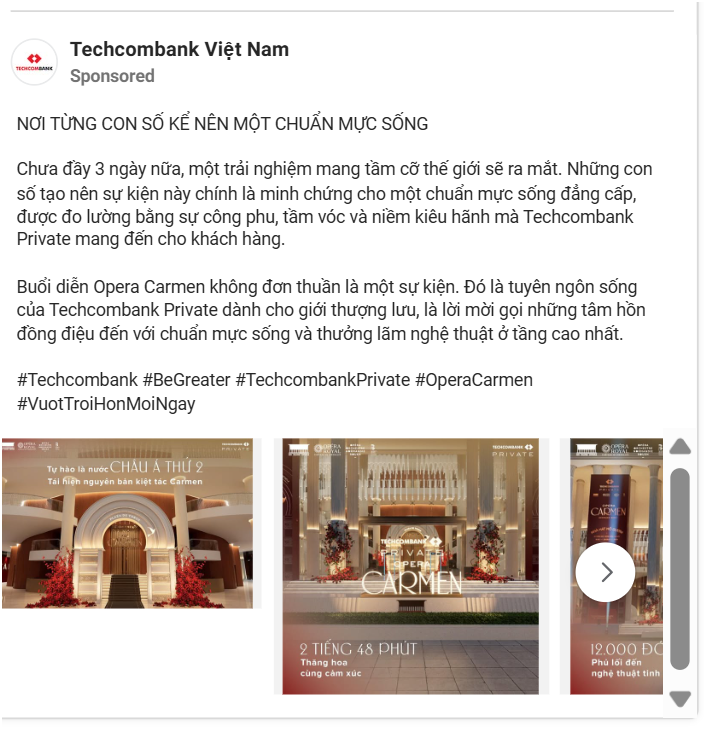 Techcombank Việt Nam
TECHCOMBANK
Sponsored
NƠI TỪNG CON SỐ KỂ NÊN MỘT CHUẨN MỰC SỐNG
Chưa đầy 3 ngày nữa, một trải nghiệm mang tầm cỡ thế giới sẽ ra mắt. Những con
số tạo nên sự kiện này chính là minh chứng cho một chuẩn mực sống đẳng cấp,
được đo lường bằng sự công phu, tầm vóc và niềm kiêu hãnh mà Techcombank
Private mang đến cho khách hàng.
Buổi diễn Opera Carmen không đơn thuần là một sự kiện. Đó là tuyên ngôn sống
của Techcombank Private dành cho giới thượng lưu, là lời mời gọi những tâm hồn
đồng điệu đến với chuẩn mực sống và thưởng lãm nghệ thuật ở tầng cao nhất.
#Techcombank #BeGreater #TechcombankPrivate #OperaCarmen
#VuotTroiHonMoiNgay
TECHCOMBANK
PRIVATE
Tự hào là nước CHÂU Á THỨ 2
Tái hiện nguyên bản kiệt tác Carmen
OPERA
ROYAL
TECHCOMBANK
PRIVATE
TECHCOMBANK
PRIVATE
OPERA
CARMEN
2 TIẾNG 48 PHÚT
Thăng hoa
cùng cảm xúc
OPERA
ROYAL
CARMEN
12.000 ĐÓ
Phủ lối đến
nghệ thuật tinh